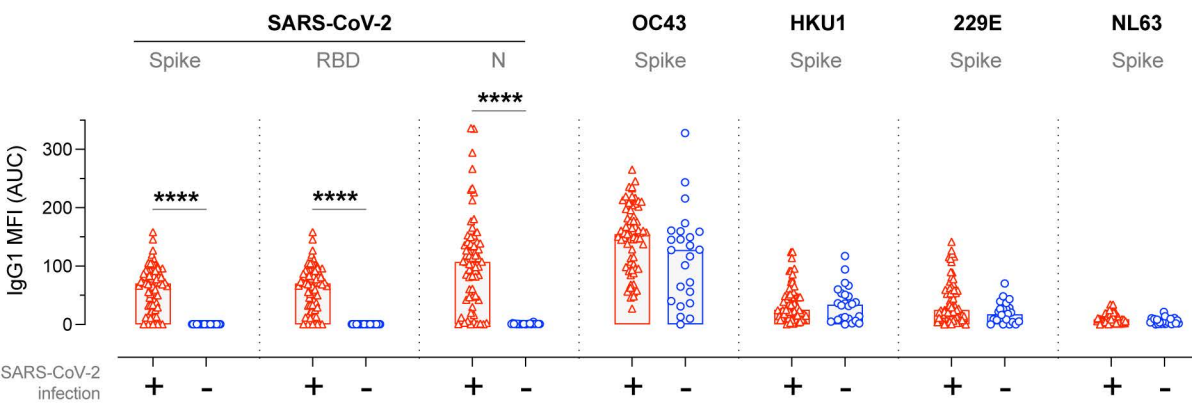 SARS-CoV-2 OC43 HKU1 229E NL63
Spike RBD N Spike Spike Spike Spike
****
**** ****
IgG1 MFI (AUC)
300
200
100
0
SARS-CoV-2
infection
+ - + - + - + - + - + - + -